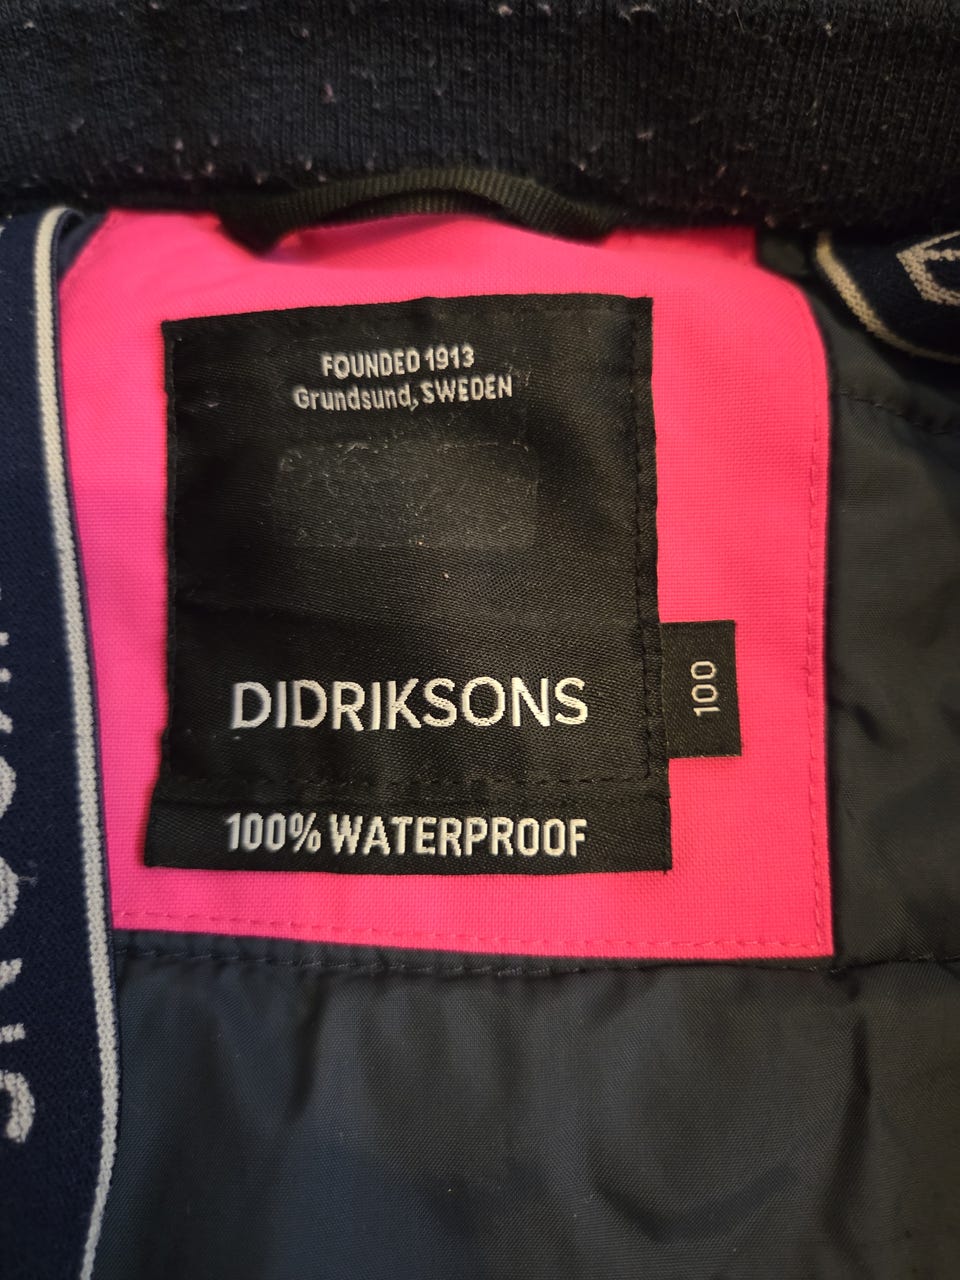 FOUNDED 1913
Grundsund, SWEDEN
DIDRIKSONS
100
100% WATERPROOF